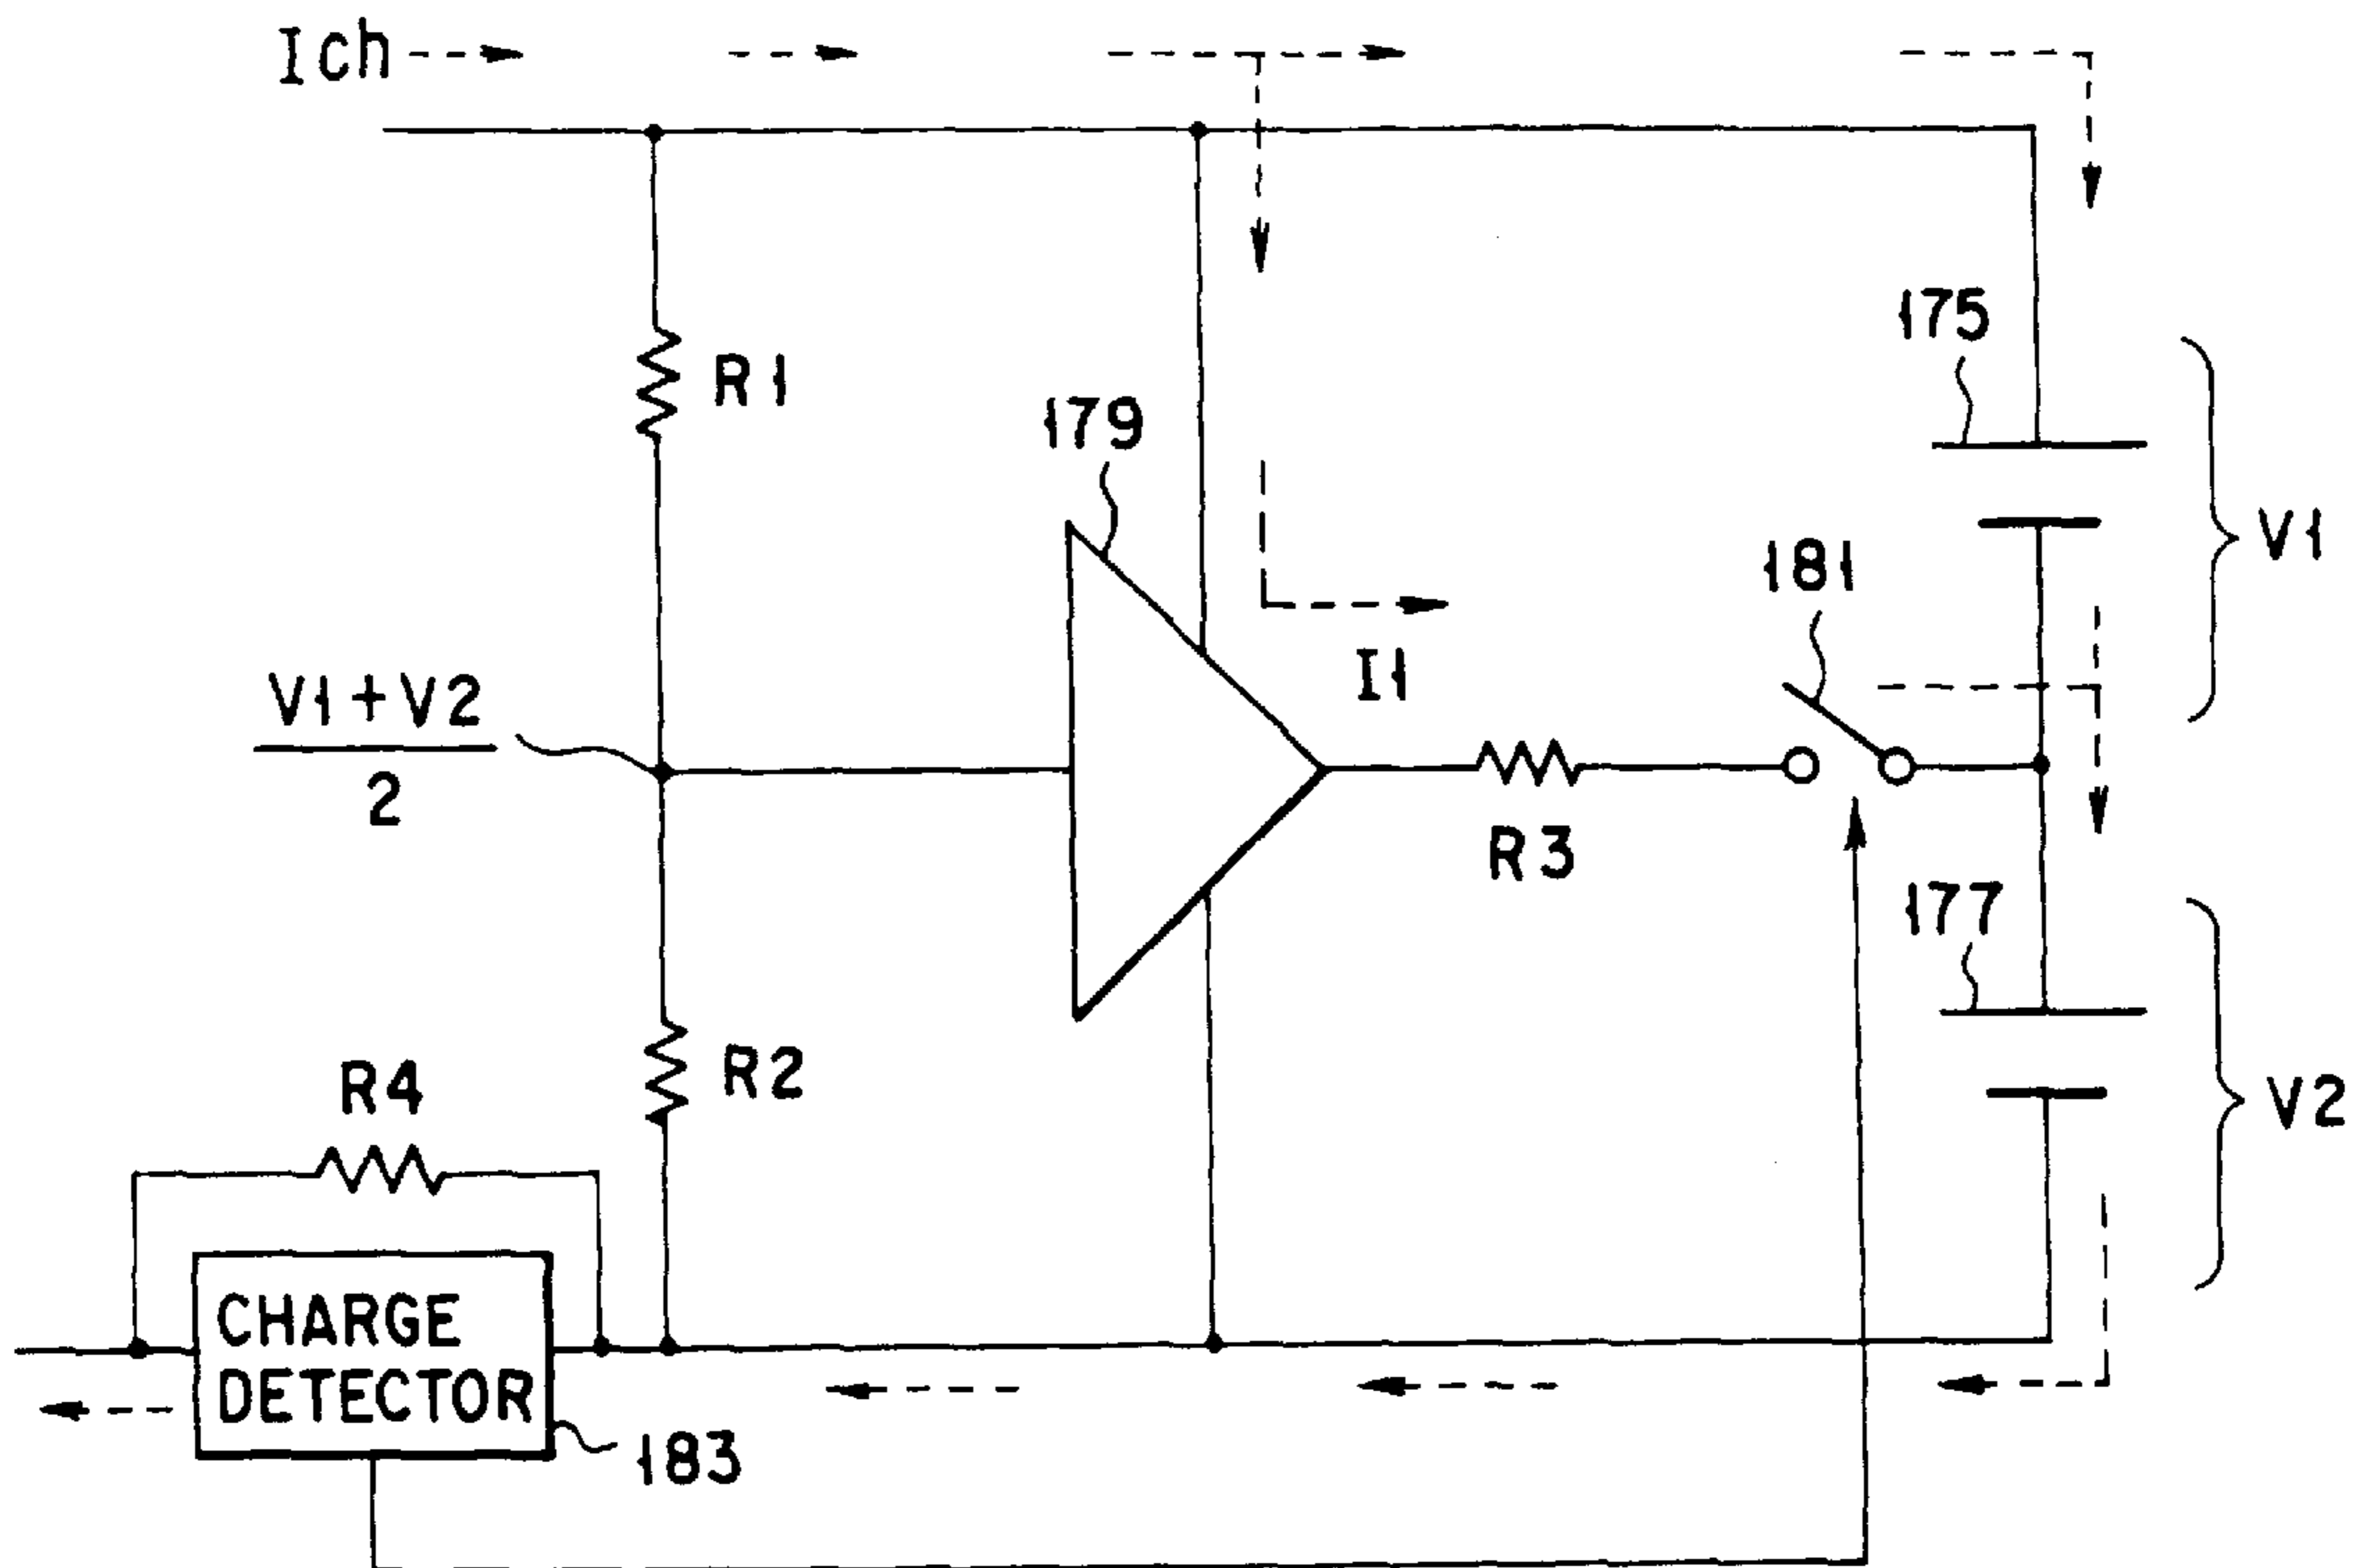 Ich
R1
175
179
V1
181
I1
V1+V2
2
R3
177
R2
V2
R4
CHARGE
DETECTOR
183